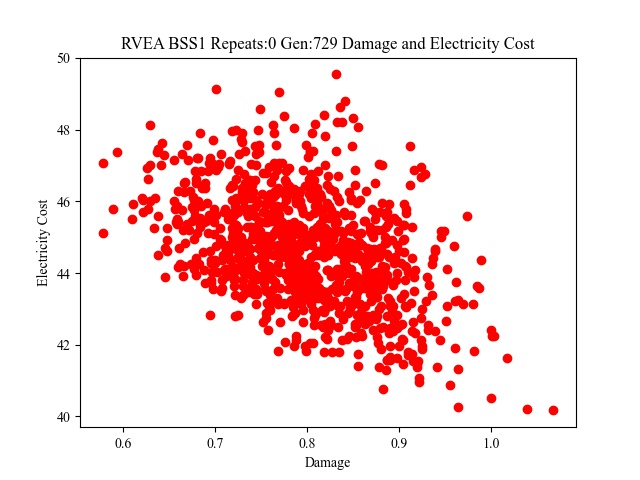 RVEA BSS1 Repeats:0 Gen:729 Damage and Electricity Cost
50
48
46
44
42
40
Electricity Cost
0.6 0.7 0.8 0.9 1.0
Damage